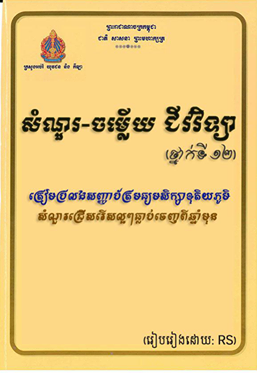 ព្រះរាជាណាចក្រកម្ពុជា
ជាតិ សាសនា ព្រះមហាក្សត្រ
ក្រសួងអប់រំ យុវជន និង កីឡា
សំណួរ-ចម្លើយ ជីវវិទ្យា
(ថ្នាក់ទី ១២)
ត្រៀមប្រលងសញ្ញាប័ត្រមធ្យមសិក្សាទុតិយភូមិ
សំណួរជ្រើសរើសល្អៗធ្លាប់ចេញពីឆ្នាំមុន
(រៀបរៀងដោយ: RS)